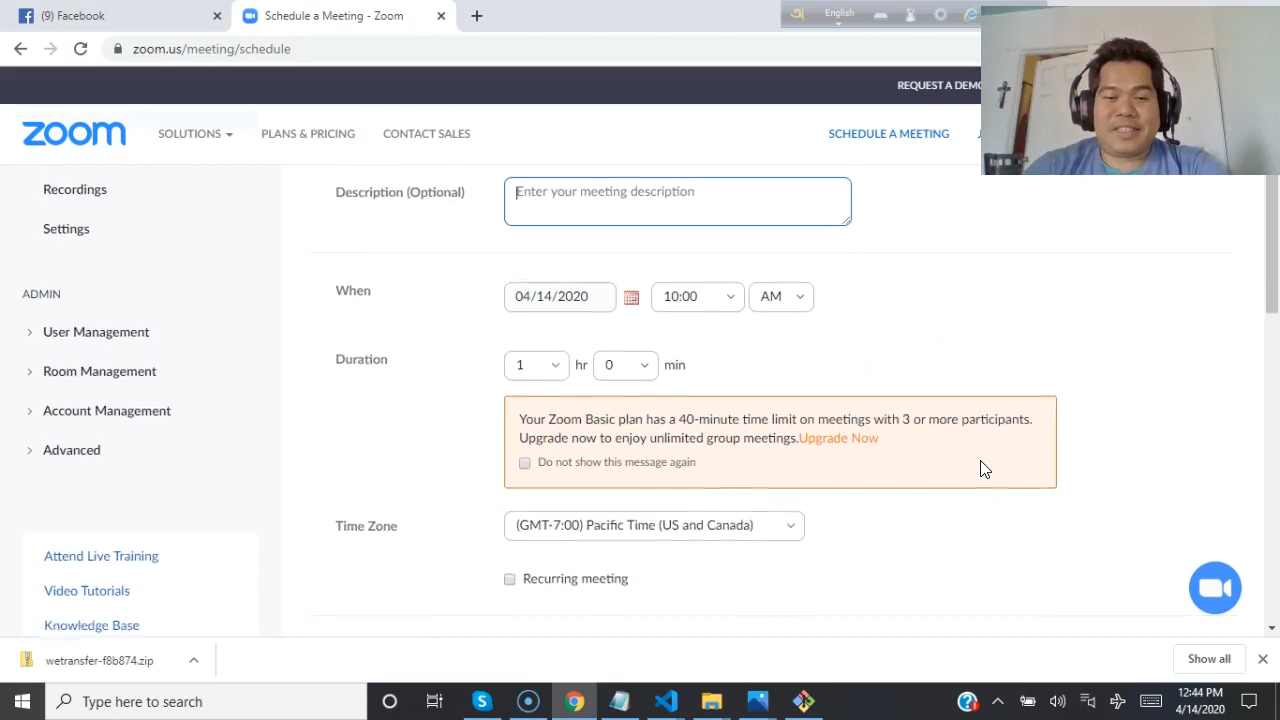 Facebook
Schedule a Meeting - Zoom
English
zoom.us/meeting/schedule
REQUEST A DEMO
zoom
SOLUTIONS
PLANS & PRICING
CONTACT SALES
SCHEDULE A MEETING
Recordings
Settings
ADMIN
User Management
Room Management
Account Management
Advanced
Attend Live Training
Video Tutorials
Knowledge Base
Description (Optional)
Enter your meeting description
When
04/14/2020
10:00
AM
Duration
1
hr
0
min
Your Zoom Basic plan has a 40-minute time limit on meetings with 3 or more participants.
Upgrade now to enjoy unlimited group meetings.Upgrade Now
Do not show this message again
Time Zone
(GMT-7:00) Pacific Time (US and Canada)
Recurring meeting
wetransfer-f8b874.zip
Show all
Type here to search
12:44 PM
4/14/2020